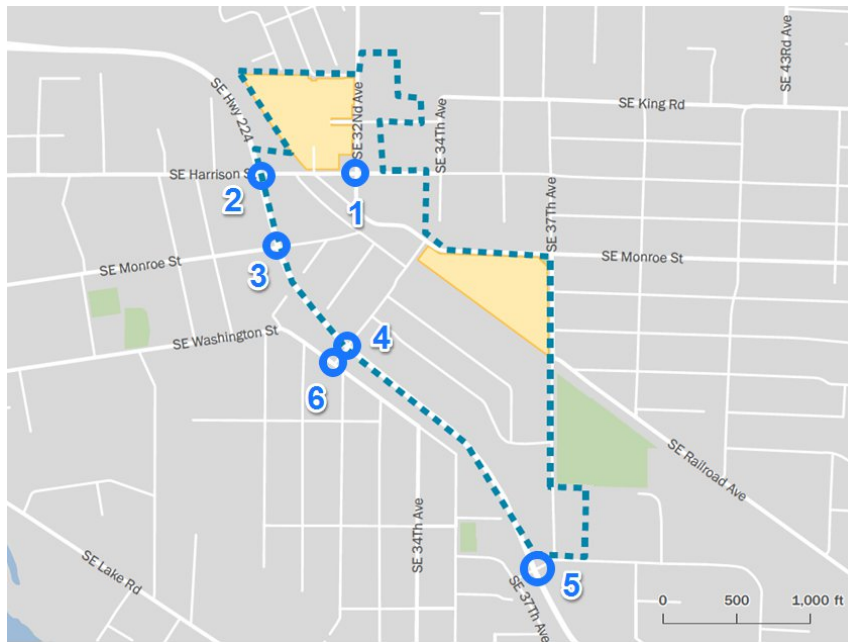 SE 43Rd Ave
SE Hwy 224
SE 32Nd Ave
SE 34Th Ave
SE King Rd
SE Harrison S
2
1
SE 37Th Ave
3
SE Monroe St
SE Monroe St
SE Washington St
4
6
SE Railroad Ave
SE 34Th Ave
SE Lake Rd
5
SE 37Th Ave
0 500 1,000 ft